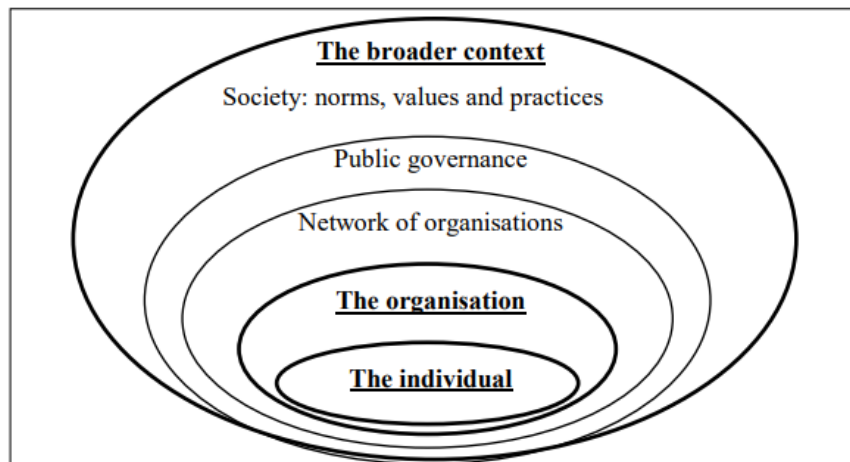 The broader context
Society: norms, values and practices
Public governance
Network of organisations
The organisation
The individual